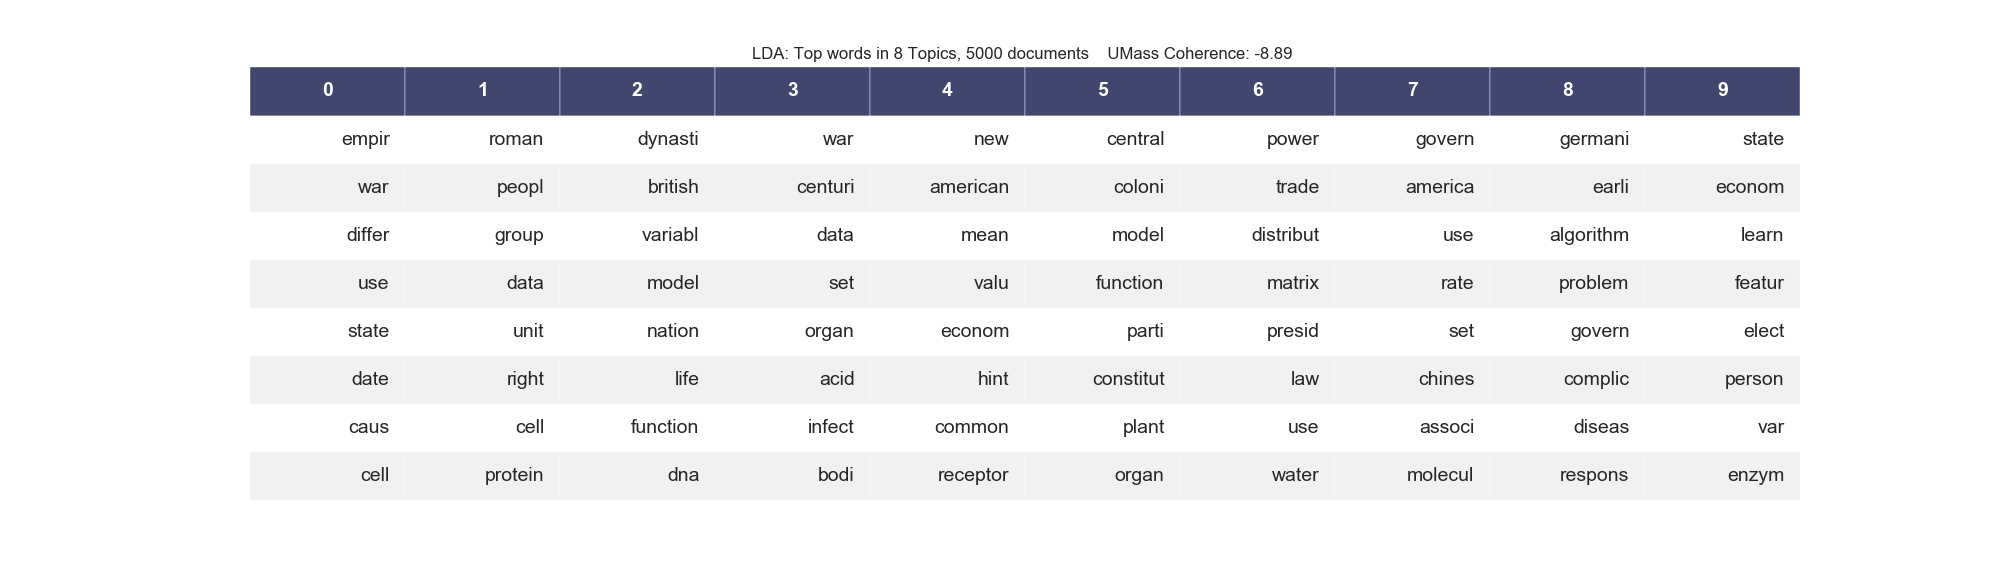 LDA: Top words in 8 Topics, 5000 documents    UMass Coherence: -8.89
0 1 2 3 4 5 6 7 8 9
empir roman dynasti war new central power govern germani state
war peopl british centuri american coloni trade america earli econom
differ group variabl data mean model distribut use algorithm learn
use data model set valu function matrix rate problem featur
state unit nation organ econom parti presid set govern elect
date right life acid hint constitut law chines complic person
caus cell function infect common plant use associ diseas var
cell protein dna bodi receptor organ water molecul respons enzym